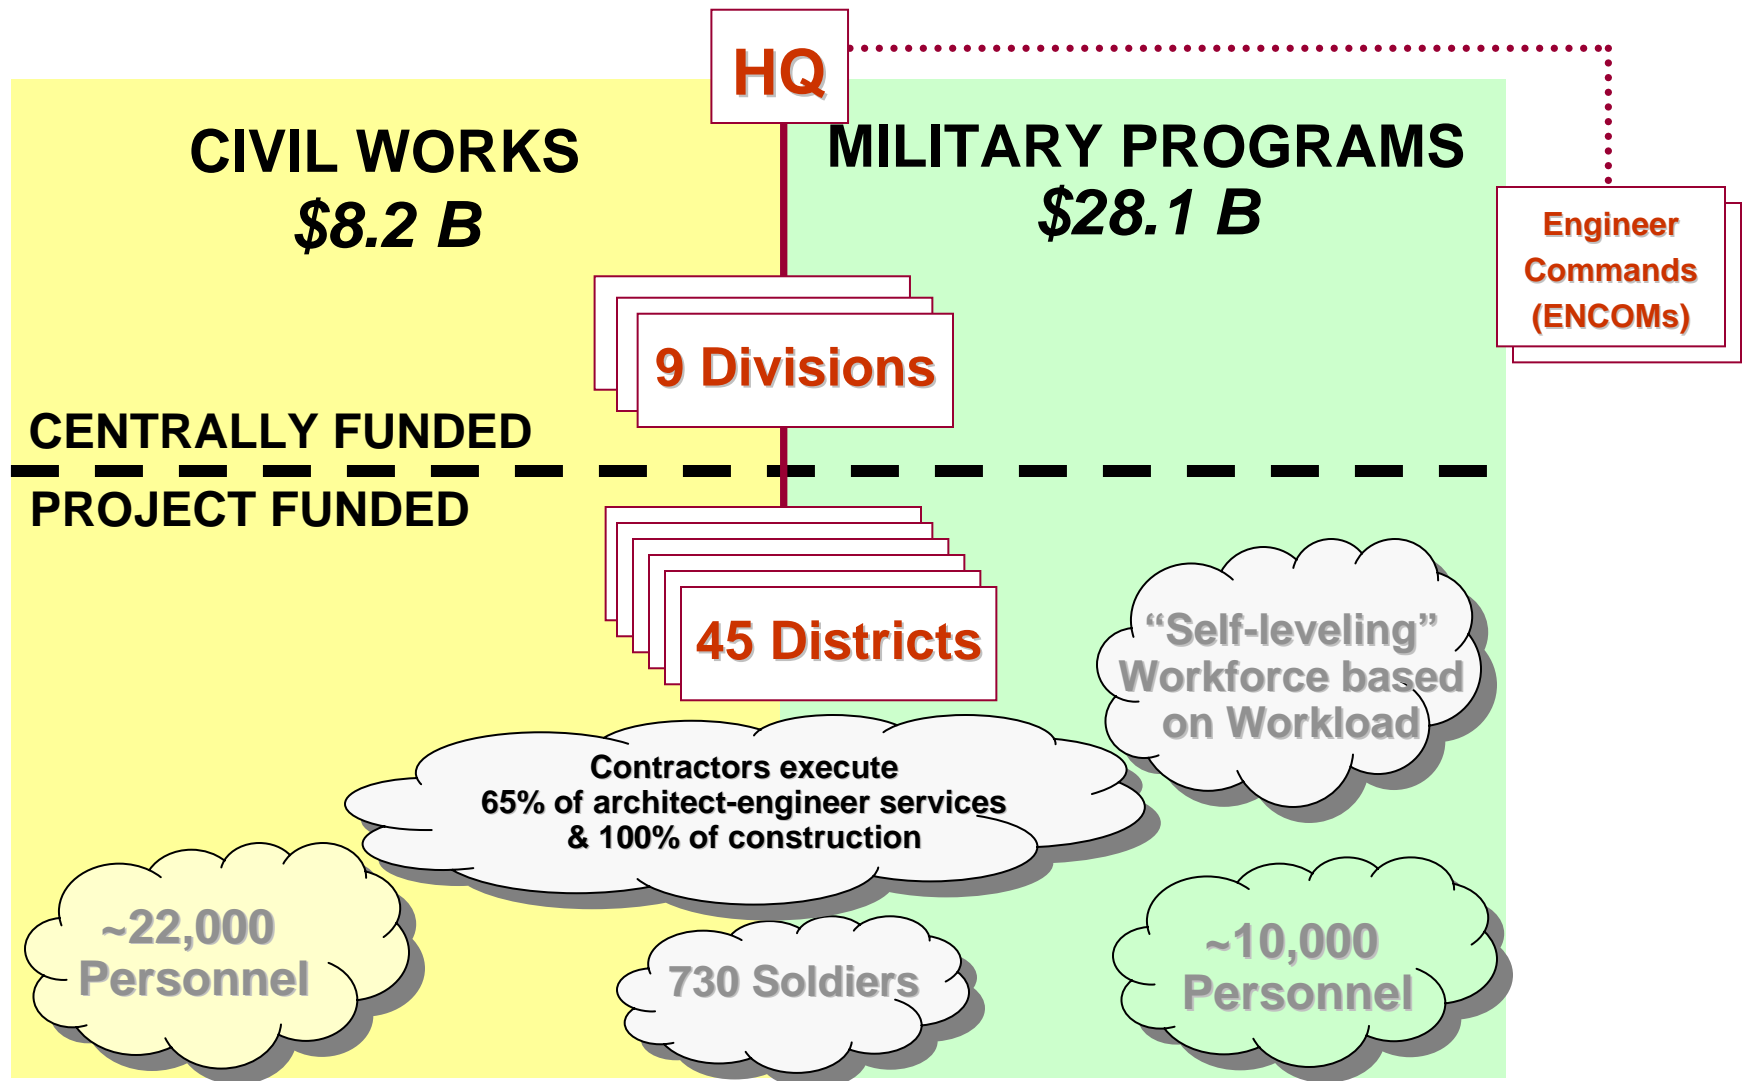 HQ
CIVIL WORKS
$8.2 B
MILITARY PROGRAMS
$28.1 B
Engineer
Commands
(ENCOMs)
9 Divisions
CENTRALLY FUNDED
PROJECT FUNDED
45 Districts
“Self-leveling”
Workforce based
on Workload
Contractors execute
65% of architect-engineer services
& 100% of construction
~22,000
Personnel
730 Soldiers
~10,000
Personnel